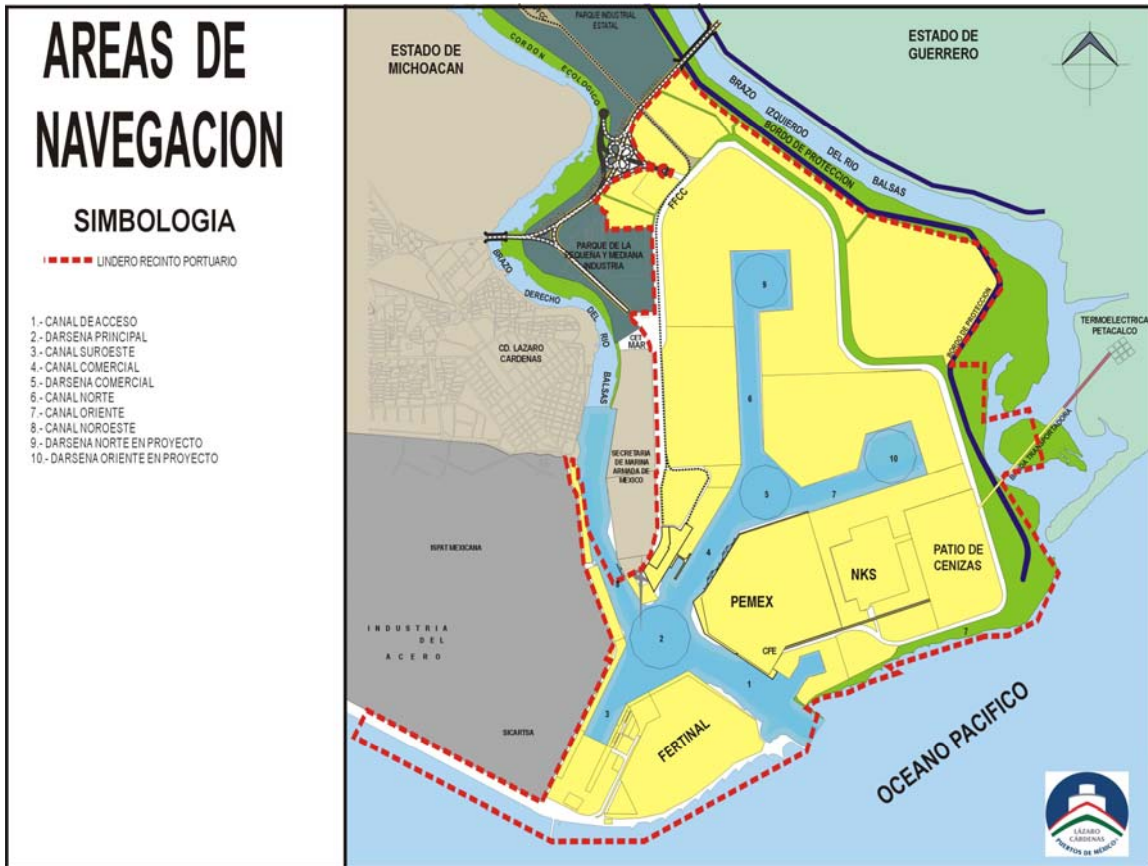 AREAS DE
NAVEGACION
SIMBOLOGIA
LINDERO RECINTO PORTUARIO
1.- CANAL DE ACCESO
2.- DARSENA PRINCIPAL
3.- CANAL SUROESTE
4.- CANAL COMERCIAL
5.- DARSENA COMERCIAL
6.- CANAL NORTE
7.- CANAL ORIENTE
8.- CANAL NOROESTE
9.- DARSENA NORTE EN PROYECTO
10.- DARSENA ORIENTE EN PROYECTO
FFCC
PARQUE INDUSTRIAL
ESTATAL
ESTADO DE
MICHOACAN
ESTADO DE
GUERRERO
CORDON ECOLOGICO
BRAZO IZQUIERDO DEL RIO BALSAS
BORDO DE PROTECCION
FFCC
PARQUE DE LA
PEQUEÑA Y MEDIANA
INDUSTRIA
BRAZO DERECHO DEL RIO BALSAS
9
BORDO DE PROTECCION
TERMOELECTRICA
PETACALCO
CET
MAR
CD. LAZARO
CARDENAS
6
SECRETARIA
DE MARINA
ARMADA DE
MEXICO
10
BANDA TRANSPORTADORA
5
7
ISPAT MEXICANA
4
PATIO DE
CENIZAS
NKS
PEMEX
INDUSTRIA
DEL
ACERO
2
7
CFE
1
3
SICARTSA
FERTINAL
OCEANO PACIFICO
LÁZARO
CÁRDENAS
PUERTOS DE MÉXICO